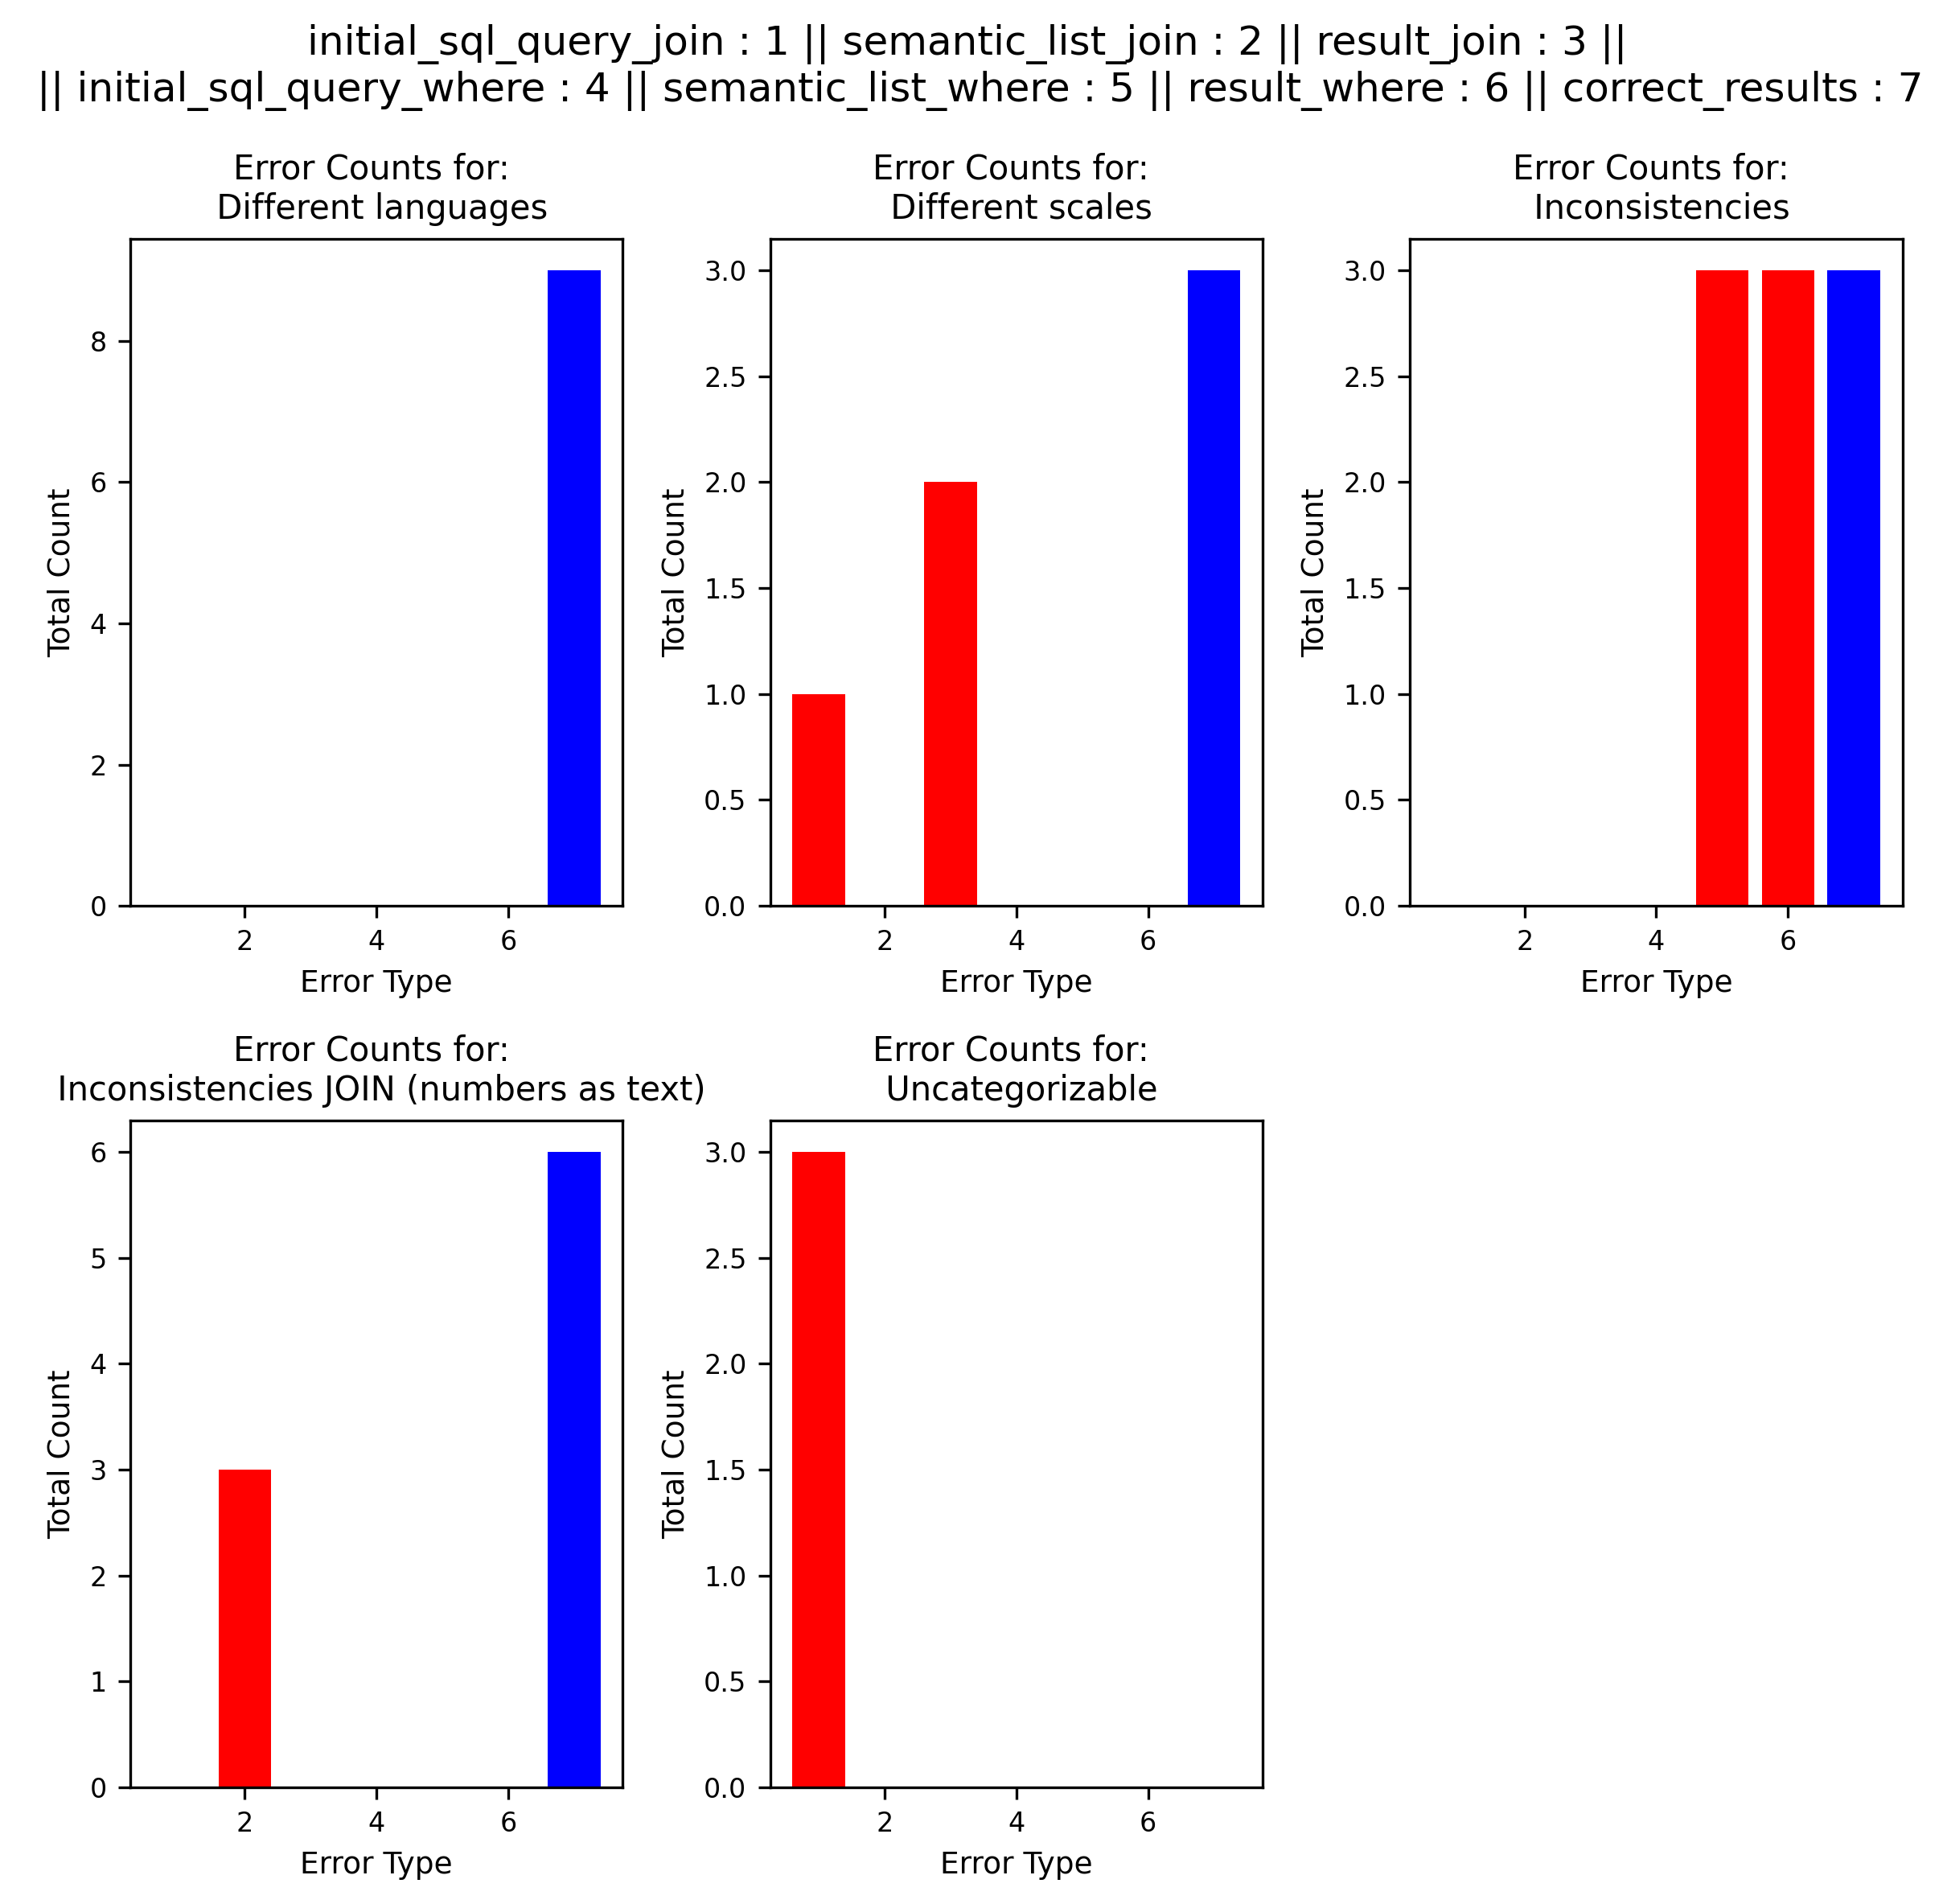 initial_sql_query_join : 1 || semantic_list_join : 2 || result_join : 3 ||
|| initial_sql_query_where : 4 || semantic_list_where : 5 || result_where : 6 || correct_results : 7
Error Counts for:
Different languages
Total Count
8
6
4
2
0
2 4 6
Error Type
Error Counts for:
Different scales
Total Count
3.0
2.5
2.0
1.5
1.0
0.5
0.0
2 4 6
Error Type
Error Counts for:
Inconsistencies
Total Count
3.0
2.5
2.0
1.5
1.0
0.5
0.0
2 4 6
Error Type
Error Counts for:
Inconsistencies JOIN (numbers as text)
Total Count
6
5
4
3
2
1
0
2 4 6
Error Type
Error Counts for:
Uncategorizable
Total Count
3.0
2.5
2.0
1.5
1.0
0.5
0.0
2 4 6
Error Type